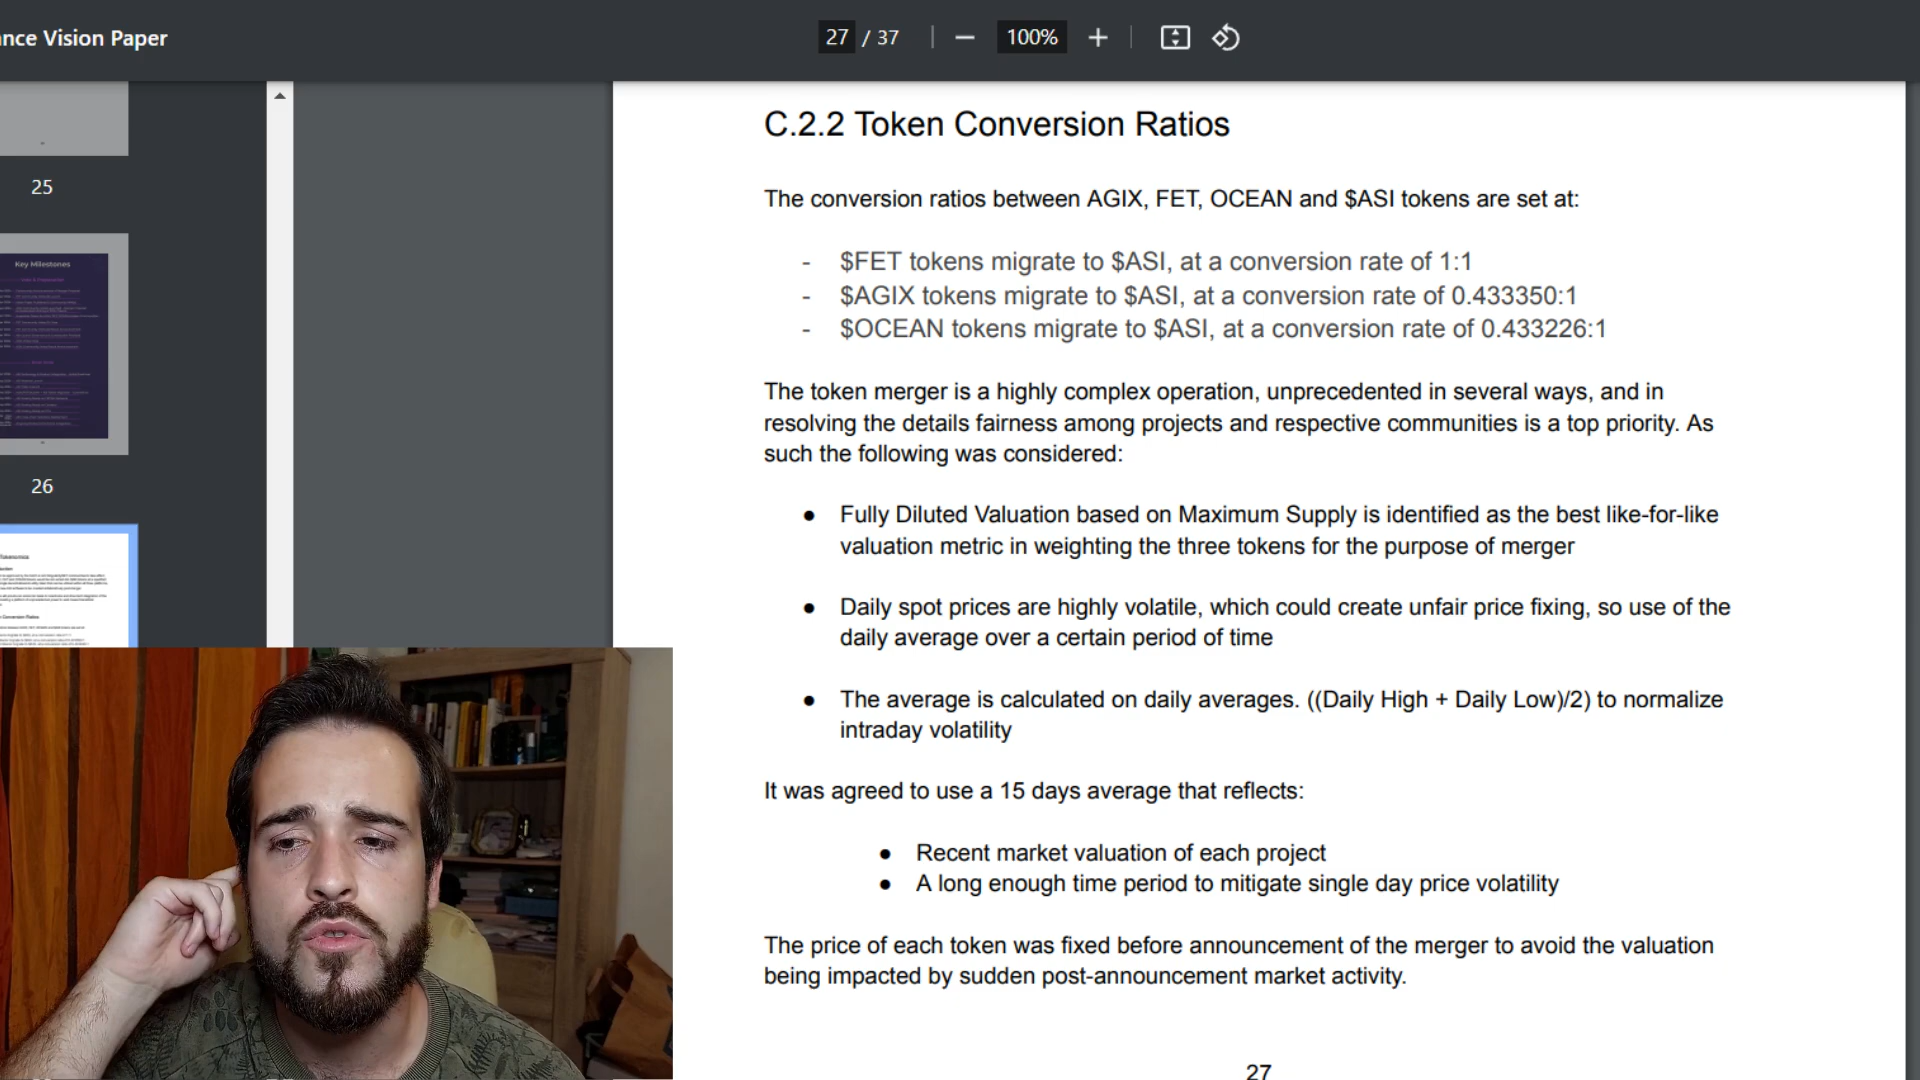 nce Vision Paper
27 / 37
100%
25
Key Milestones
26
C.2.2 Token Conversion Ratios
The conversion ratios between AGIX, FET, OCEAN and $ASI tokens are set at:
- $FET tokens migrate to $ASI, at a conversion rate of 1:1
- $AGIX tokens migrate to $ASI, at a conversion rate of 0.433350:1
- $OCEAN tokens migrate to $ASI, at a conversion rate of 0.433226:1
The token merger is a highly complex operation, unprecedented in several ways, and in
resolving the details fairness among projects and respective communities is a top priority. As
such the following was considered:
● Fully Diluted Valuation based on Maximum Supply is identified as the best like-for-like
valuation metric in weighting the three tokens for the purpose of merger
● Daily spot prices are highly volatile, which could create unfair price fixing, so use of the
daily average over a certain period of time
● The average is calculated on daily averages. ((Daily High + Daily Low)/2) to normalize
intraday volatility
It was agreed to use a 15 days average that reflects:
● Recent market valuation of each project
● A long enough time period to mitigate single day price volatility
The price of each token was fixed before announcement of the merger to avoid the valuation
being impacted by sudden post-announcement market activity.
27